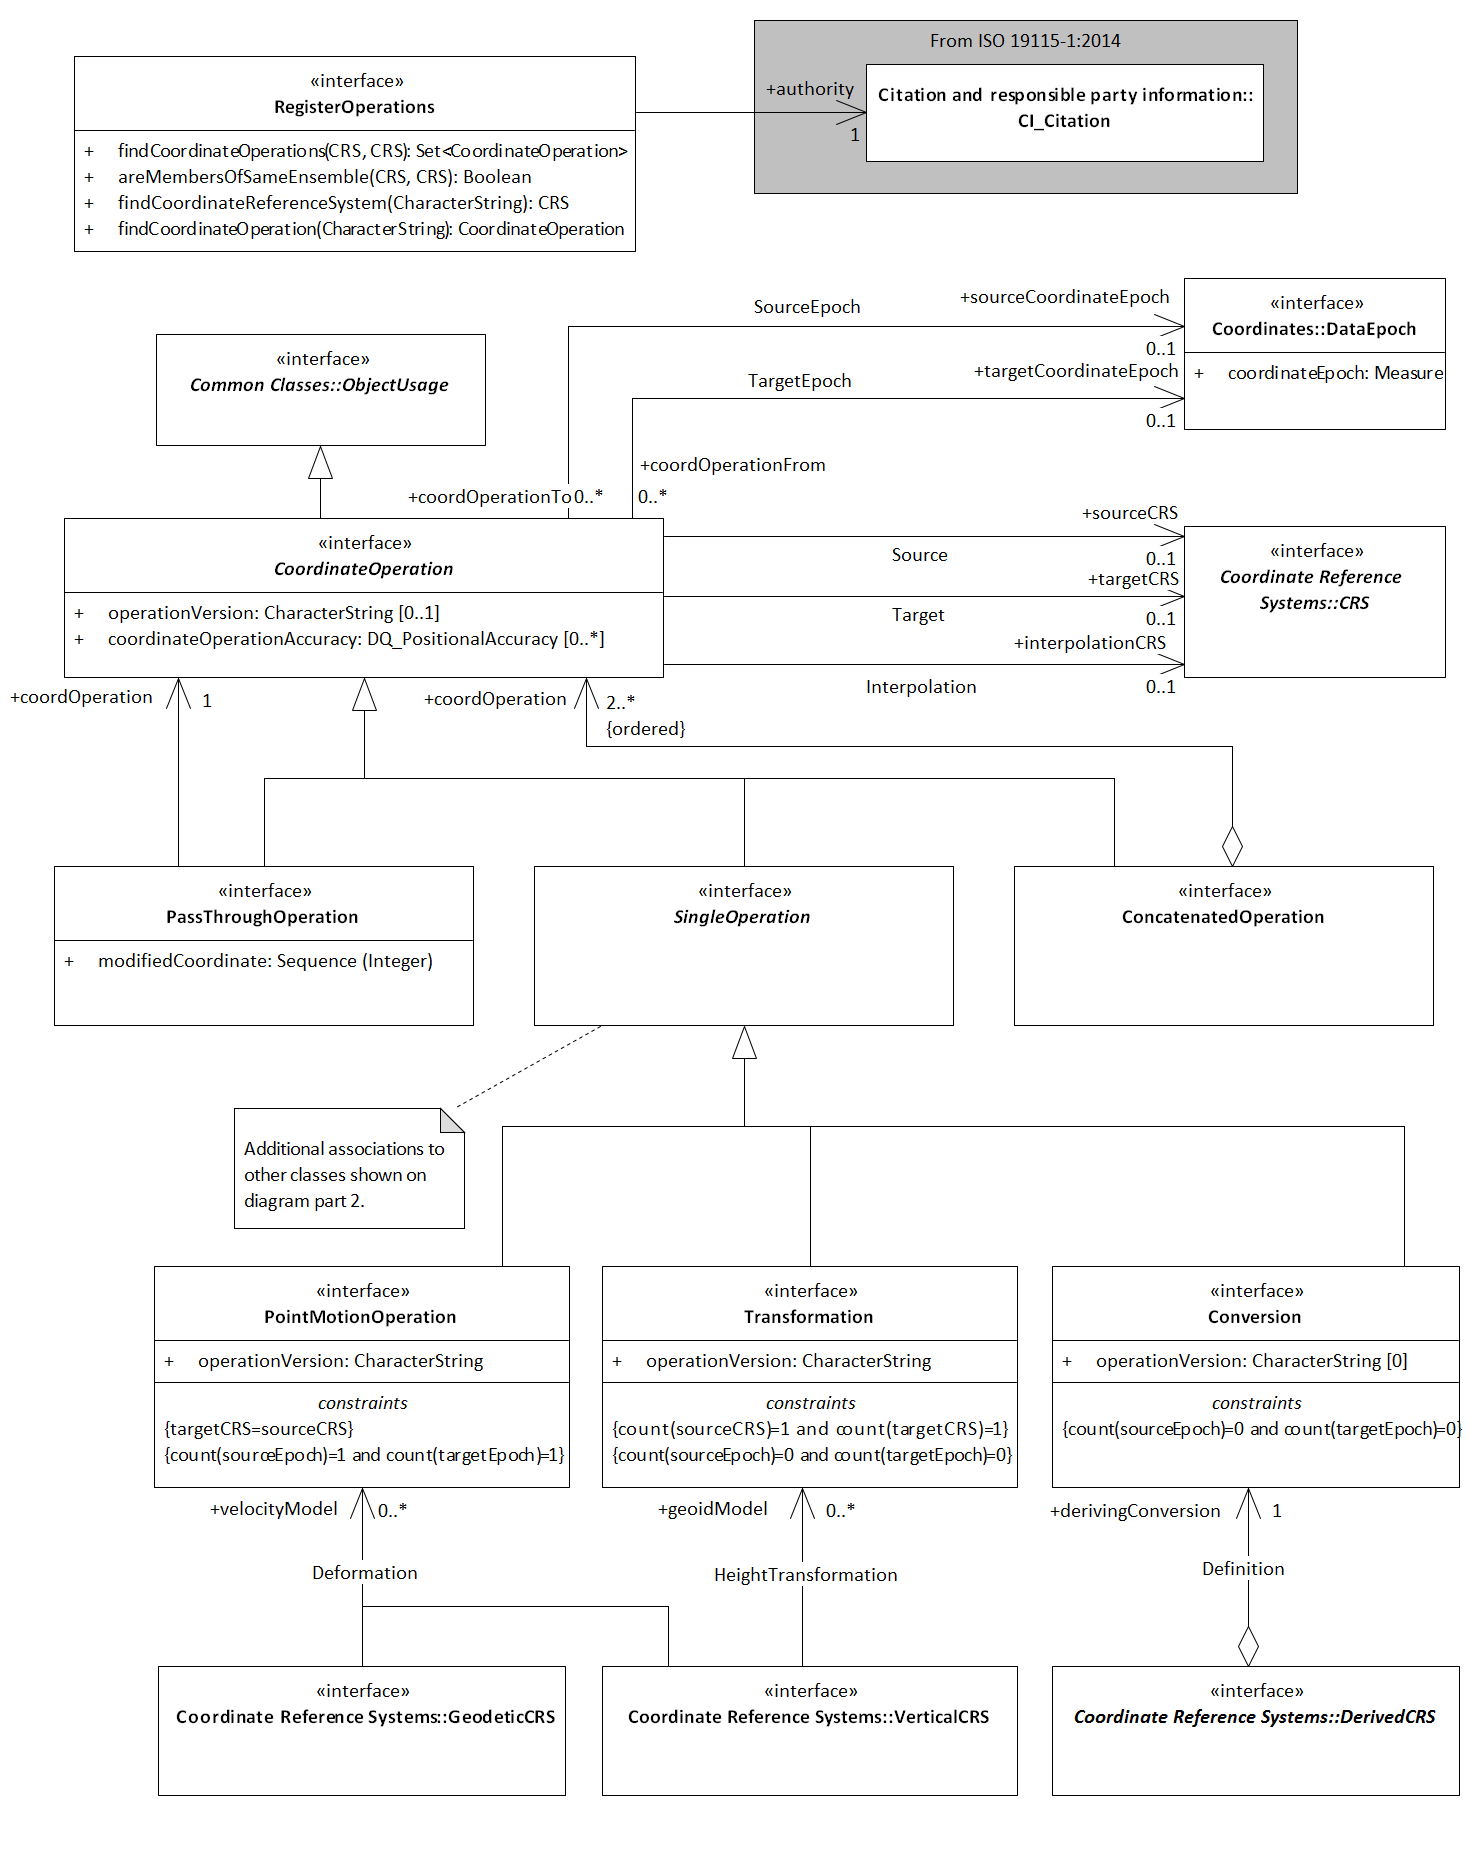 From ISO 19115-1:2014
«interface»
RegisterOperations
+ findCoordinateOperations(CRS, CRS): Set<CoordinateOperation>
+ areMembersOfSameEnsemble(CRS, CRS): Boolean
+ findCoordinateReferenceSystem(CharacterString): CRS
+ findCoordinateOperation(CharacterString): CoordinateOperation
+authority
1
Citation and responsible party information::
CI_Citation
SourceEpoch
+sourceCoordinateEpoch
0..1
TargetEpoch
+targetCoordinateEpoch
0..1
«interface»
Coordinates::DataEpoch
+ coordinateEpoch: Measure
«interface»
Common Classes::ObjectUsage
+coordOperationFrom
+coordOperationTo
0..*
0..*
«interface»
CoordinateOperation
+ operationVersion: CharacterString [0..1]
+ coordinateOperationAccuracy: DQ_PositionalAccuracy [0..*]
+sourceCRS
Source
0..1
+targetCRS
Target
0..1
+interpolationCRS
Interpolation
0..1
«interface»
Coordinate Reference
Systems::CRS
+coordOperation
1
+coordOperation
2..*
{ordered}
«interface»
PassThroughOperation
+ modifiedCoordinate: Sequence (Integer)
«interface»
SingleOperation
«interface»
ConcatenatedOperation
Additional associations to
other classes shown on
diagram part 2.
«interface»
PointMotionOperation
+ operationVersion: CharacterString
constraints
{targetCRS=sourceCRS}
{count(sourceEpoch)=1 and count(targetEpoch)=1}
«interface»
Transformation
+ operationVersion: CharacterString
constraints
{count(sourceCRS)=1 and count(targetCRS)=1}
{count(sourceEpoch)=0 and count(targetEpoch)=0}
«interface»
Conversion
+ operationVersion: CharacterString [0]
constraints
{count(sourceEpoch)=0 and count(targetEpoch)=0}
+velocityModel
0..*
+geoidModel
0..*
+derivingConversion
1
Deformation
HeightTransformation
Definition
«interface»
Coordinate Reference Systems::GeodeticCRS
«interface»
Coordinate Reference Systems::VerticalCRS
«interface»
Coordinate Reference Systems::DerivedCRS